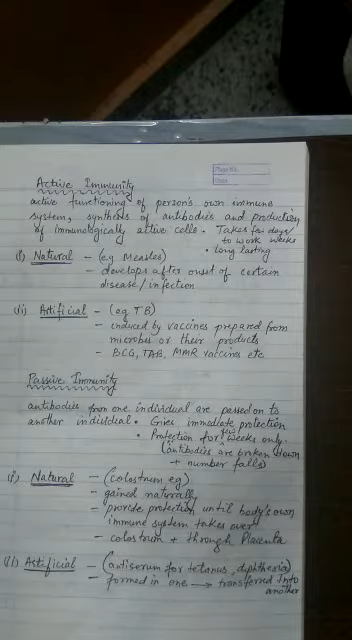 Page No.
Date
Active Immunity
active functioning of person's own immune
system, synthesis of antibodies and production
of immunologically active cells. • Takes few days/
to work weeks
• long lasting
(i) Natural - (eg Measles)
- develops after onset of certain
disease/infection
(ii) Artificial - (eg TB)
- induced by vaccines prepared from
microbes or their products
- BCG, TAB, MMR vaccines etc
Passive Immunity
antibodies from one individual are passed on to
another individual. • Gives immediate protection
• Protection for few weeks only.
(antibodies are broken down
+ number falls)
(i) Natural - (colostrum eg)
- gained naturally
- provide protection until body's own
immune system takes over
- colostrum + through Placenta
(ii) Artificial - (antiserum for tetanus, diphtheria)
- formed in one → transferred into
another